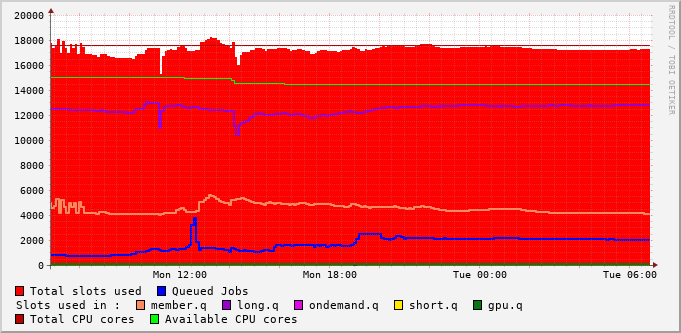 RRDTOOL / TOBI OETIKER
20000
18000
16000
14000
12000
10000
8000
6000
4000
2000
0
Mon 12:00 Mon 18:00 Tue 00:00 Tue 06:00
Total slots used Queued Jobs
Slots used in : member.q long.q ondemand.q short.q gpu.q
Total CPU cores Available CPU cores